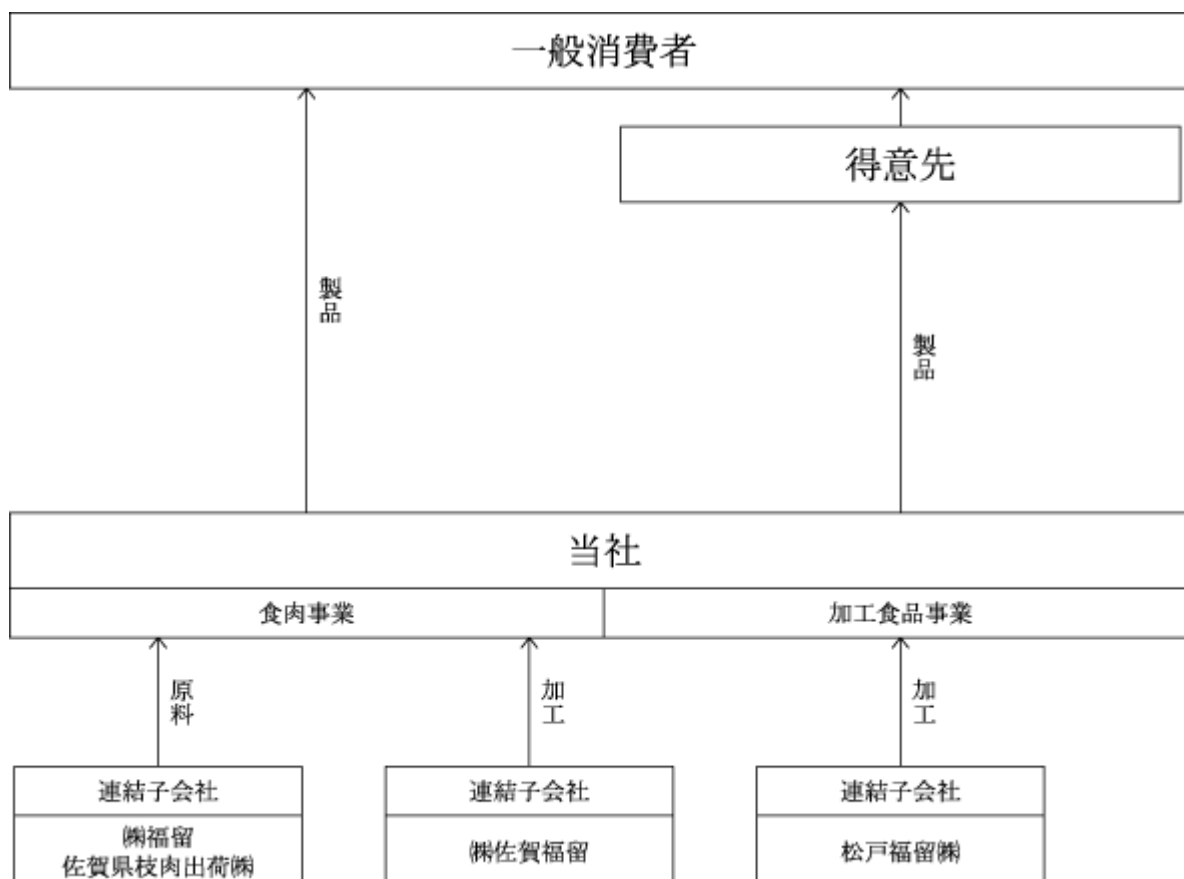 一般消費者
得意先
製品
製品
当社
食肉事業
加工食品事業
原料
加工
加工
連結子会社
連結子会社
連結子会社
㈱福留
佐賀県枝肉出荷㈱
㈱佐賀福留
松戸福留㈱